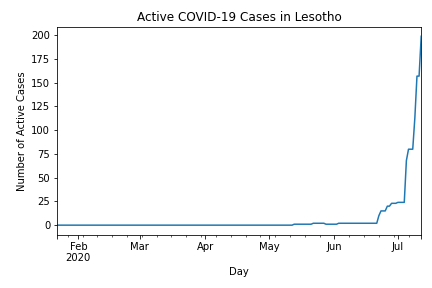 Active COVID-19 Cases in Lesotho
Number of Active Cases
200
175
150
125
100
75
50
25
0
Feb Mar Apr May Jun Jul
2020
Day